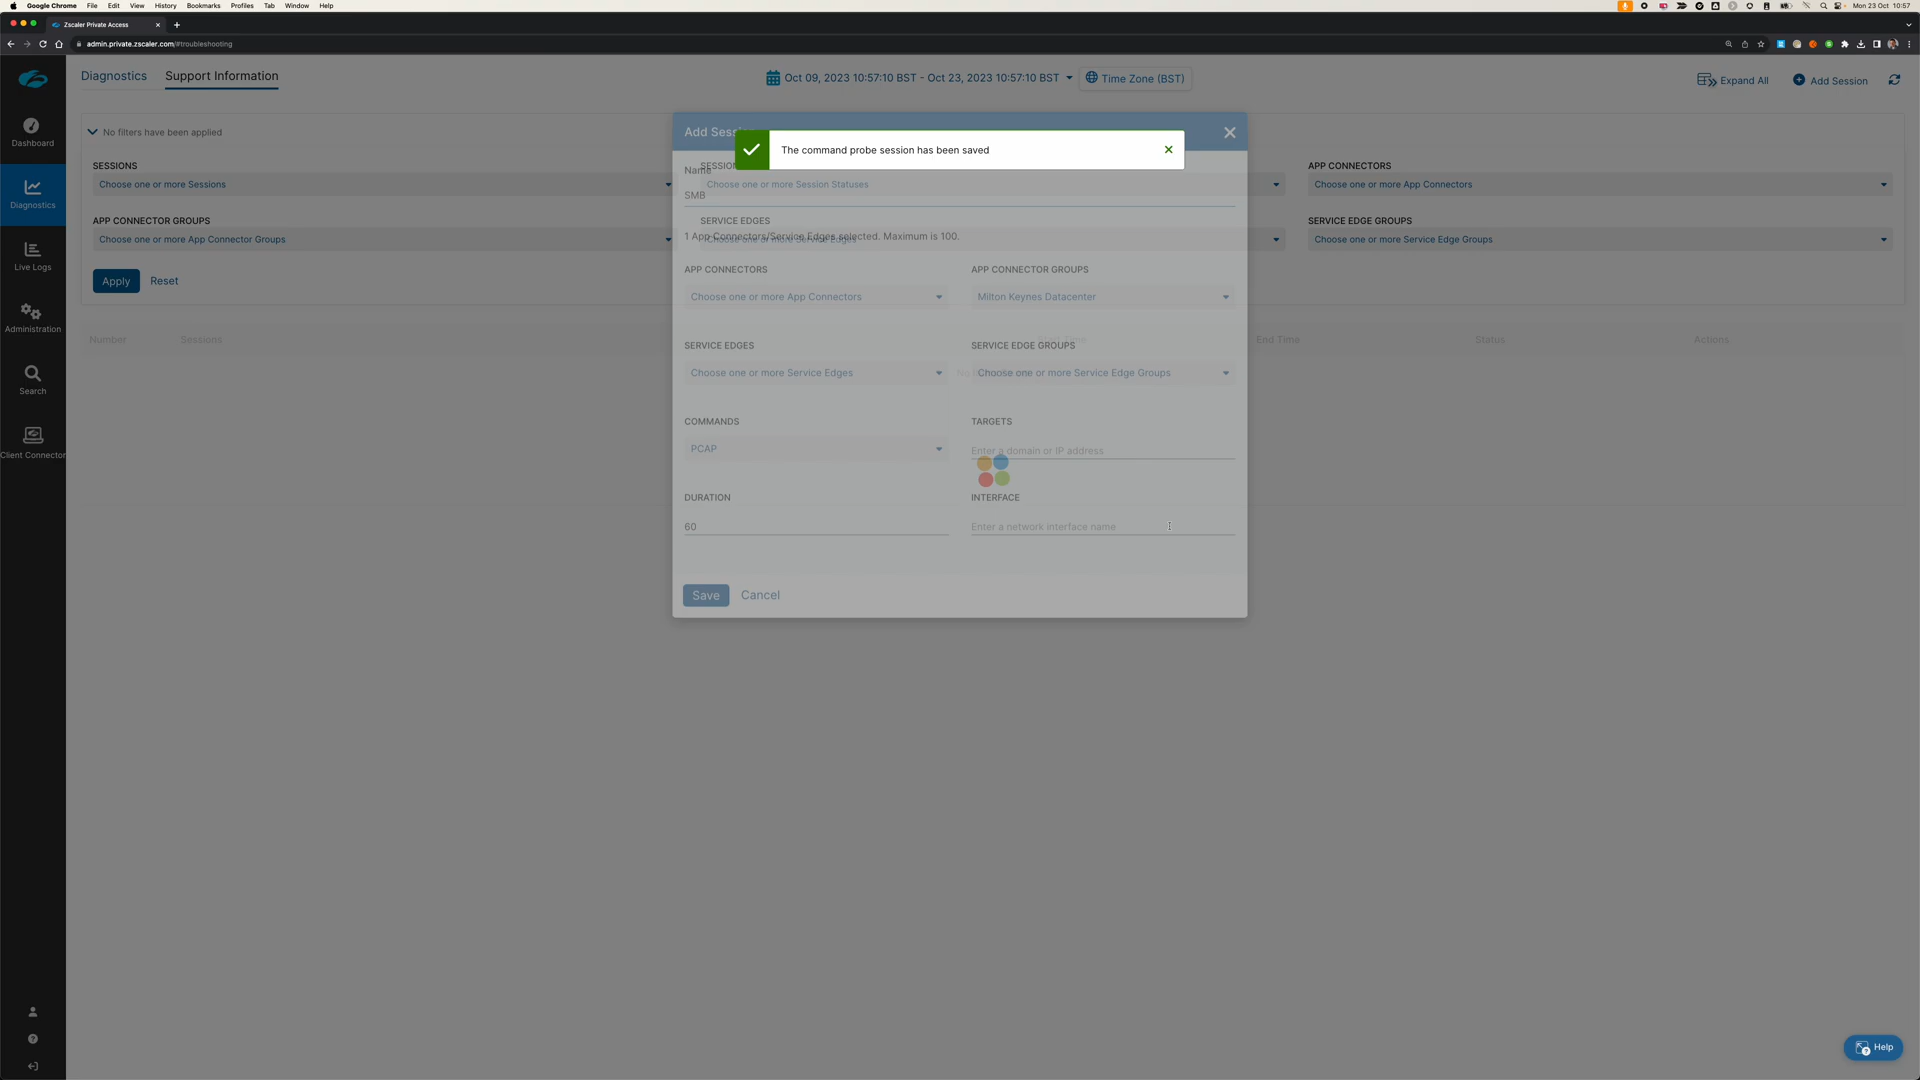 Google Chrome File Edit View History Bookmarks Profiles Tab Window Help Mon 23 Oct 10:57
Zscaler Private Access
admin.private.zscaler.com/#troubleshooting
Diagnostics Support Information Oct 09, 2023 10:57:10 BST - Oct 23, 2023 10:57:10 BST Time Zone (BST) Expand All Add Session
Dashboard
Diagnostics
Live Logs
Administration
Search
Client Connector
No filters have been applied
SESSIONS
Choose one or more Sessions
Choose one or more Session Statuses
APP CONNECTORS
Choose one or more App Connectors
APP CONNECTOR GROUPS
Choose one or more App Connector Groups
SERVICE EDGES
Choose one or more Service Edges
SERVICE EDGE GROUPS
Choose one or more Service Edge Groups
Apply Reset
Number Sessions End Time Status Actions
Add
The command probe session has been saved
Name
SMB
1 App Connectors/Service Edges selected. Maximum is 100.
APP CONNECTORS APP CONNECTOR GROUPS
Choose one or more App Connectors Milton Keynes Datacenter
SERVICE EDGES SERVICE EDGE GROUPS
Choose one or more Service Edges Choose one or more Service Edge Groups
COMMANDS TARGETS
PCAP Enter a domain or IP address
DURATION INTERFACE
60 Enter a network interface name
Save Cancel
Help